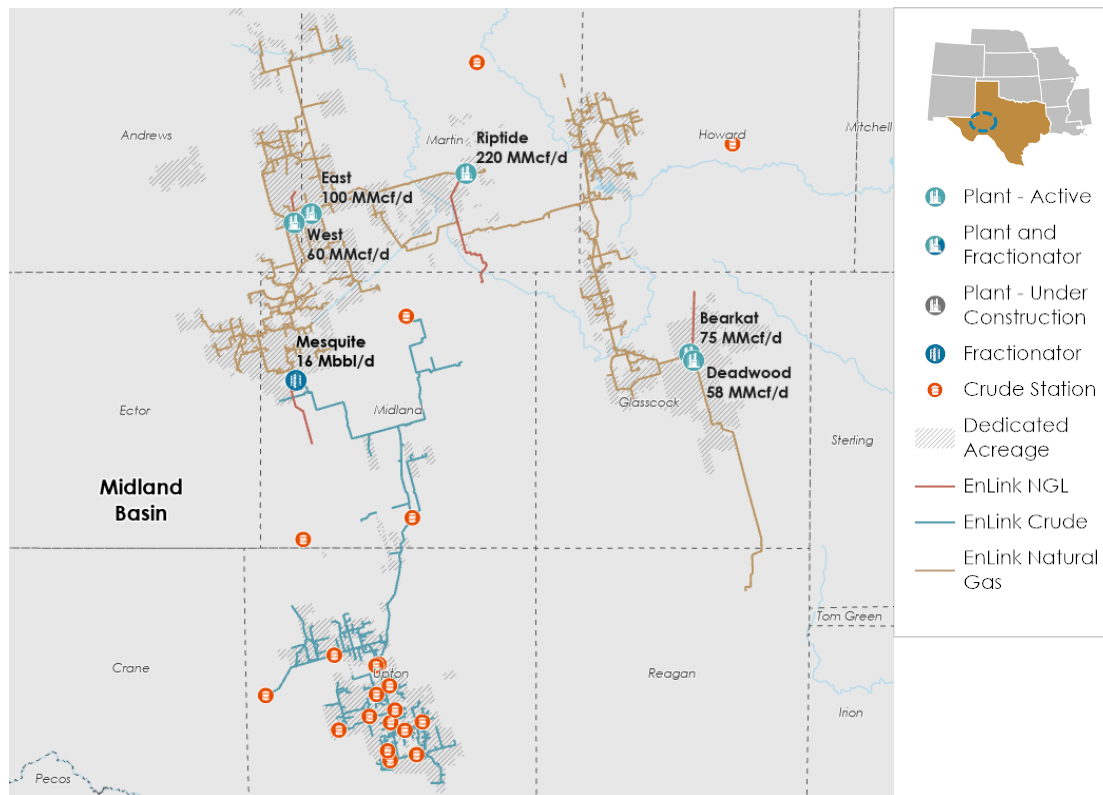 Andrews
Martin
Riptide
220 MMcf/d
Howard
Mitchell
East
100 MMcf/d
West
60 MMcf/d
Mesquite
16 Mbbl/d
Bearkat
75 MMcf/d
Deadwood
58 MMcf/d
Ector
Midland
Glasscock
Sterling
Midland
Basin
Crane
Upton
Reagan
Tom Green
Irion
Pecos
Plant - Active
Plant and
Fractionator
Plant - Under
Construction
Fractionator
Crude Station
Dedicated
Acreage
EnLink NGL
EnLink Crude
EnLink Natural
Gas